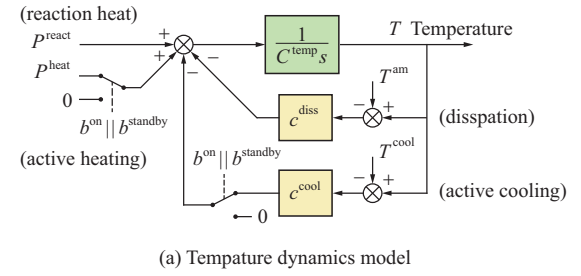 (reaction heat)
P^react
+
T Temperature
1
C^temp s
P^heat
+
−
−
T^am
0
c^diss
−
+
(disspation)
b^on || b^standby
(active heating)
b^on || b^standby
T^cool
c^cool
−
+
(active cooling)
0
(a) Tempature dynamics model